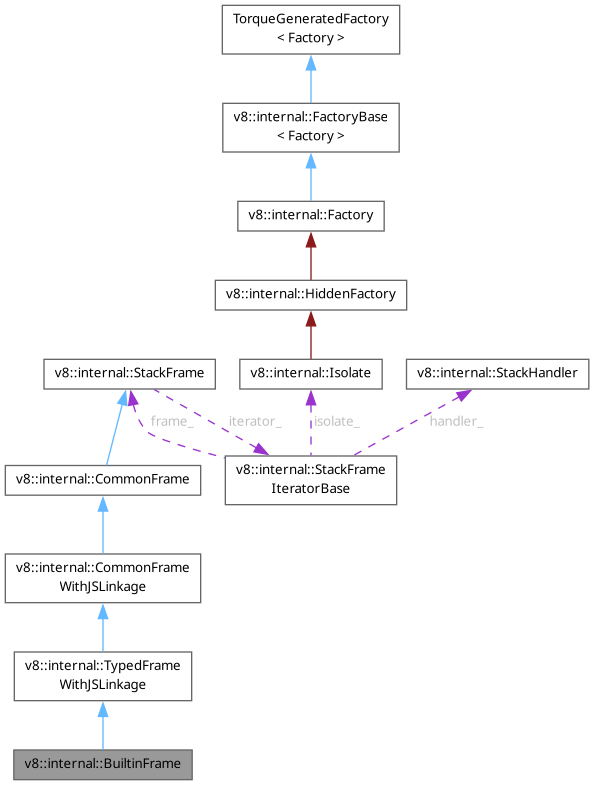 TorqueGeneratedFactory
< Factory >
v8::internal::FactoryBase
< Factory >
v8::internal::Factory
v8::internal::HiddenFactory
v8::internal::StackFrame
v8::internal::Isolate
v8::internal::StackHandler
frame_
iterator_
isolate_
handler_
v8::internal::CommonFrame
v8::internal::StackFrame
IteratorBase
v8::internal::CommonFrame
WithJSLinkage
v8::internal::TypedFrame
WithJSLinkage
v8::internal::BuiltinFrame